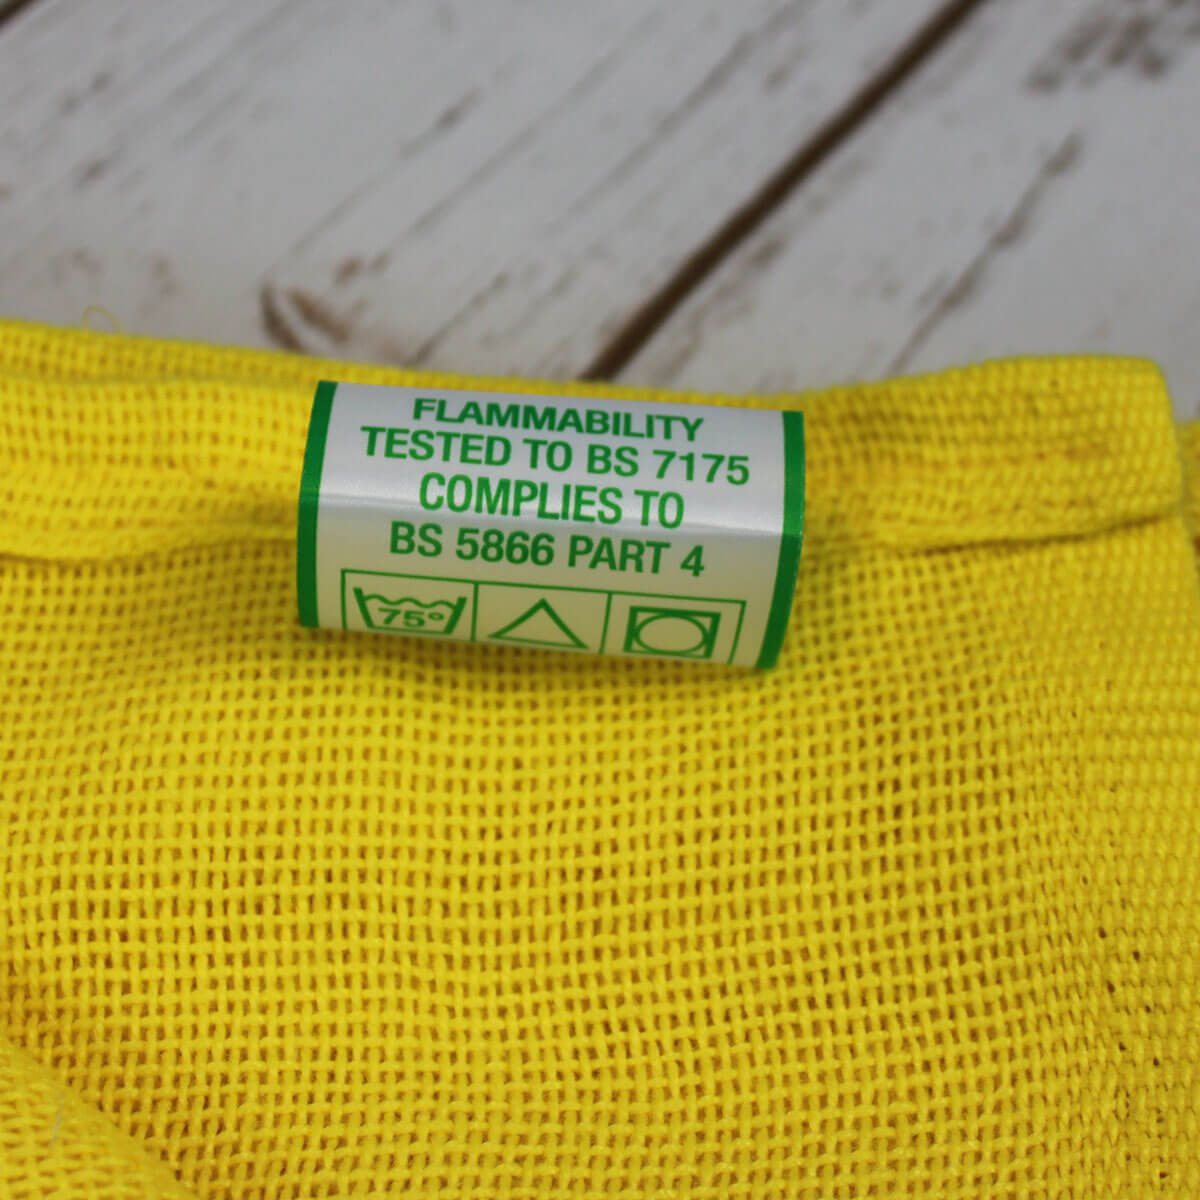 FLAMMABILITY
TESTED TO BS 7175
COMPLIES TO
BS 5866 PART 4
75°